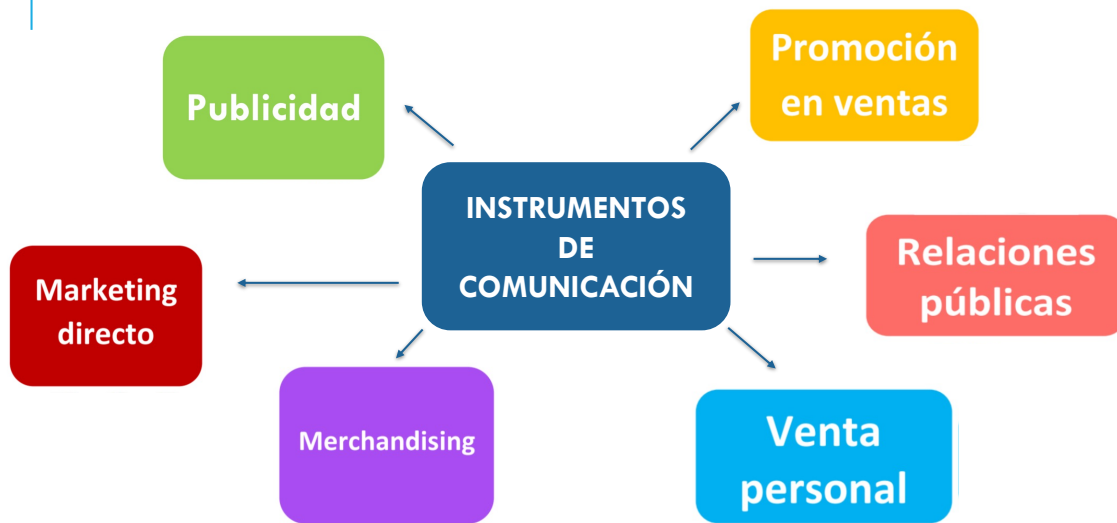 Publicidad
Promoción
en ventas
INSTRUMENTOS
DE
COMUNICACIÓN
Relaciones
públicas
Marketing
directo
Merchandising
Venta
personal